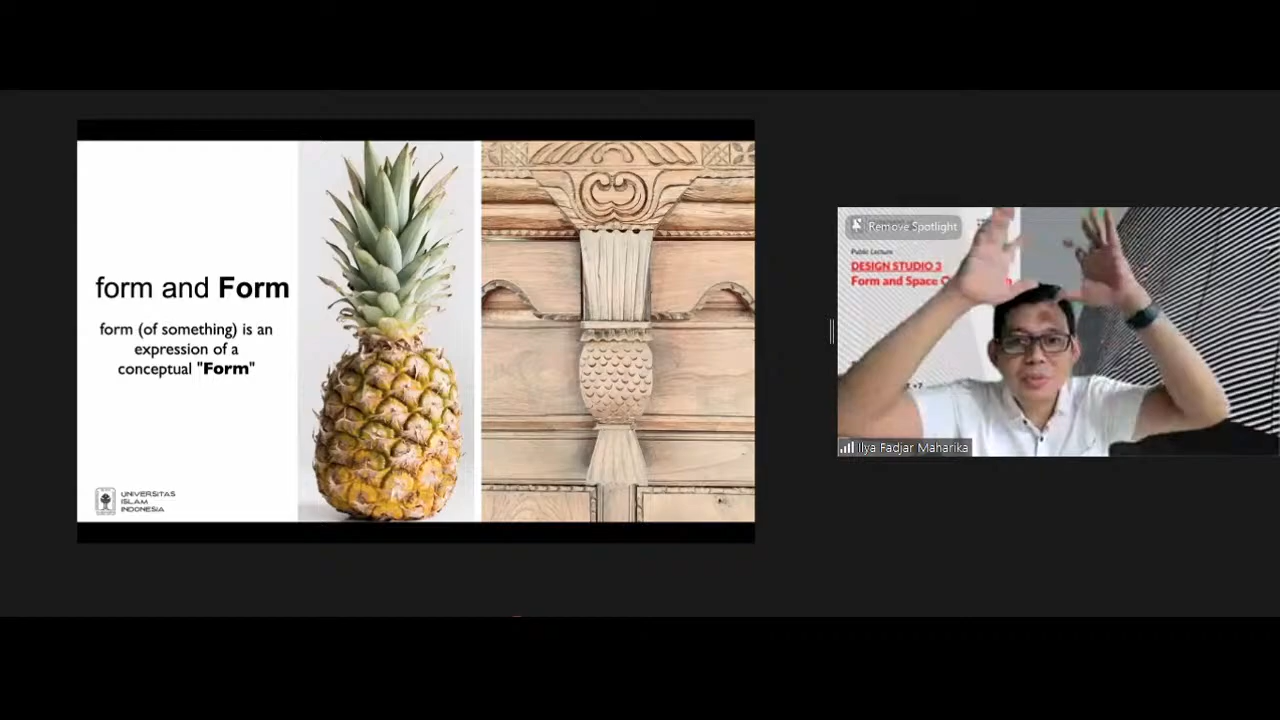 form and Form
form (of something) is an
expression of a
conceptual "Form"
UNIVERSITAS
ISLAM
INDONESIA
Remove Spotlight
Public Lecture
DESIGN STUDIO 3
Form and Space
Ilya Fadjar Maharika